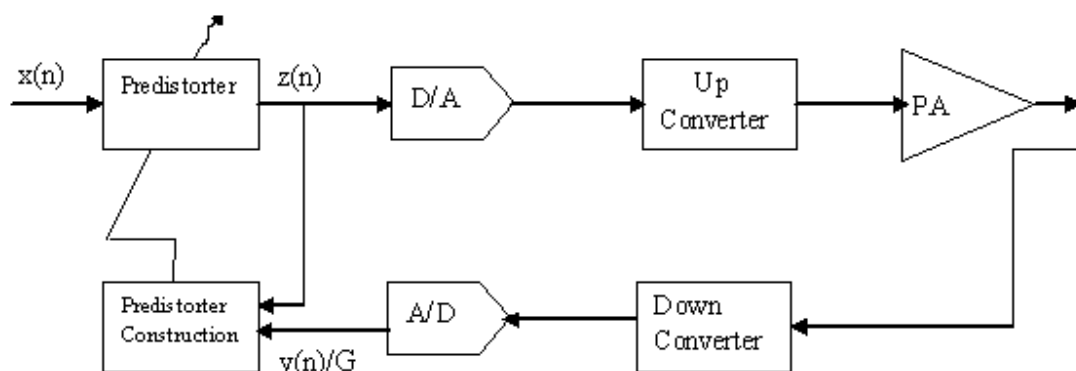 x(n)
Predistorter
z(n)
D/A
Up
Converter
PA
Predistorter
Construction
A/D
Down
Converter
y(n)/G